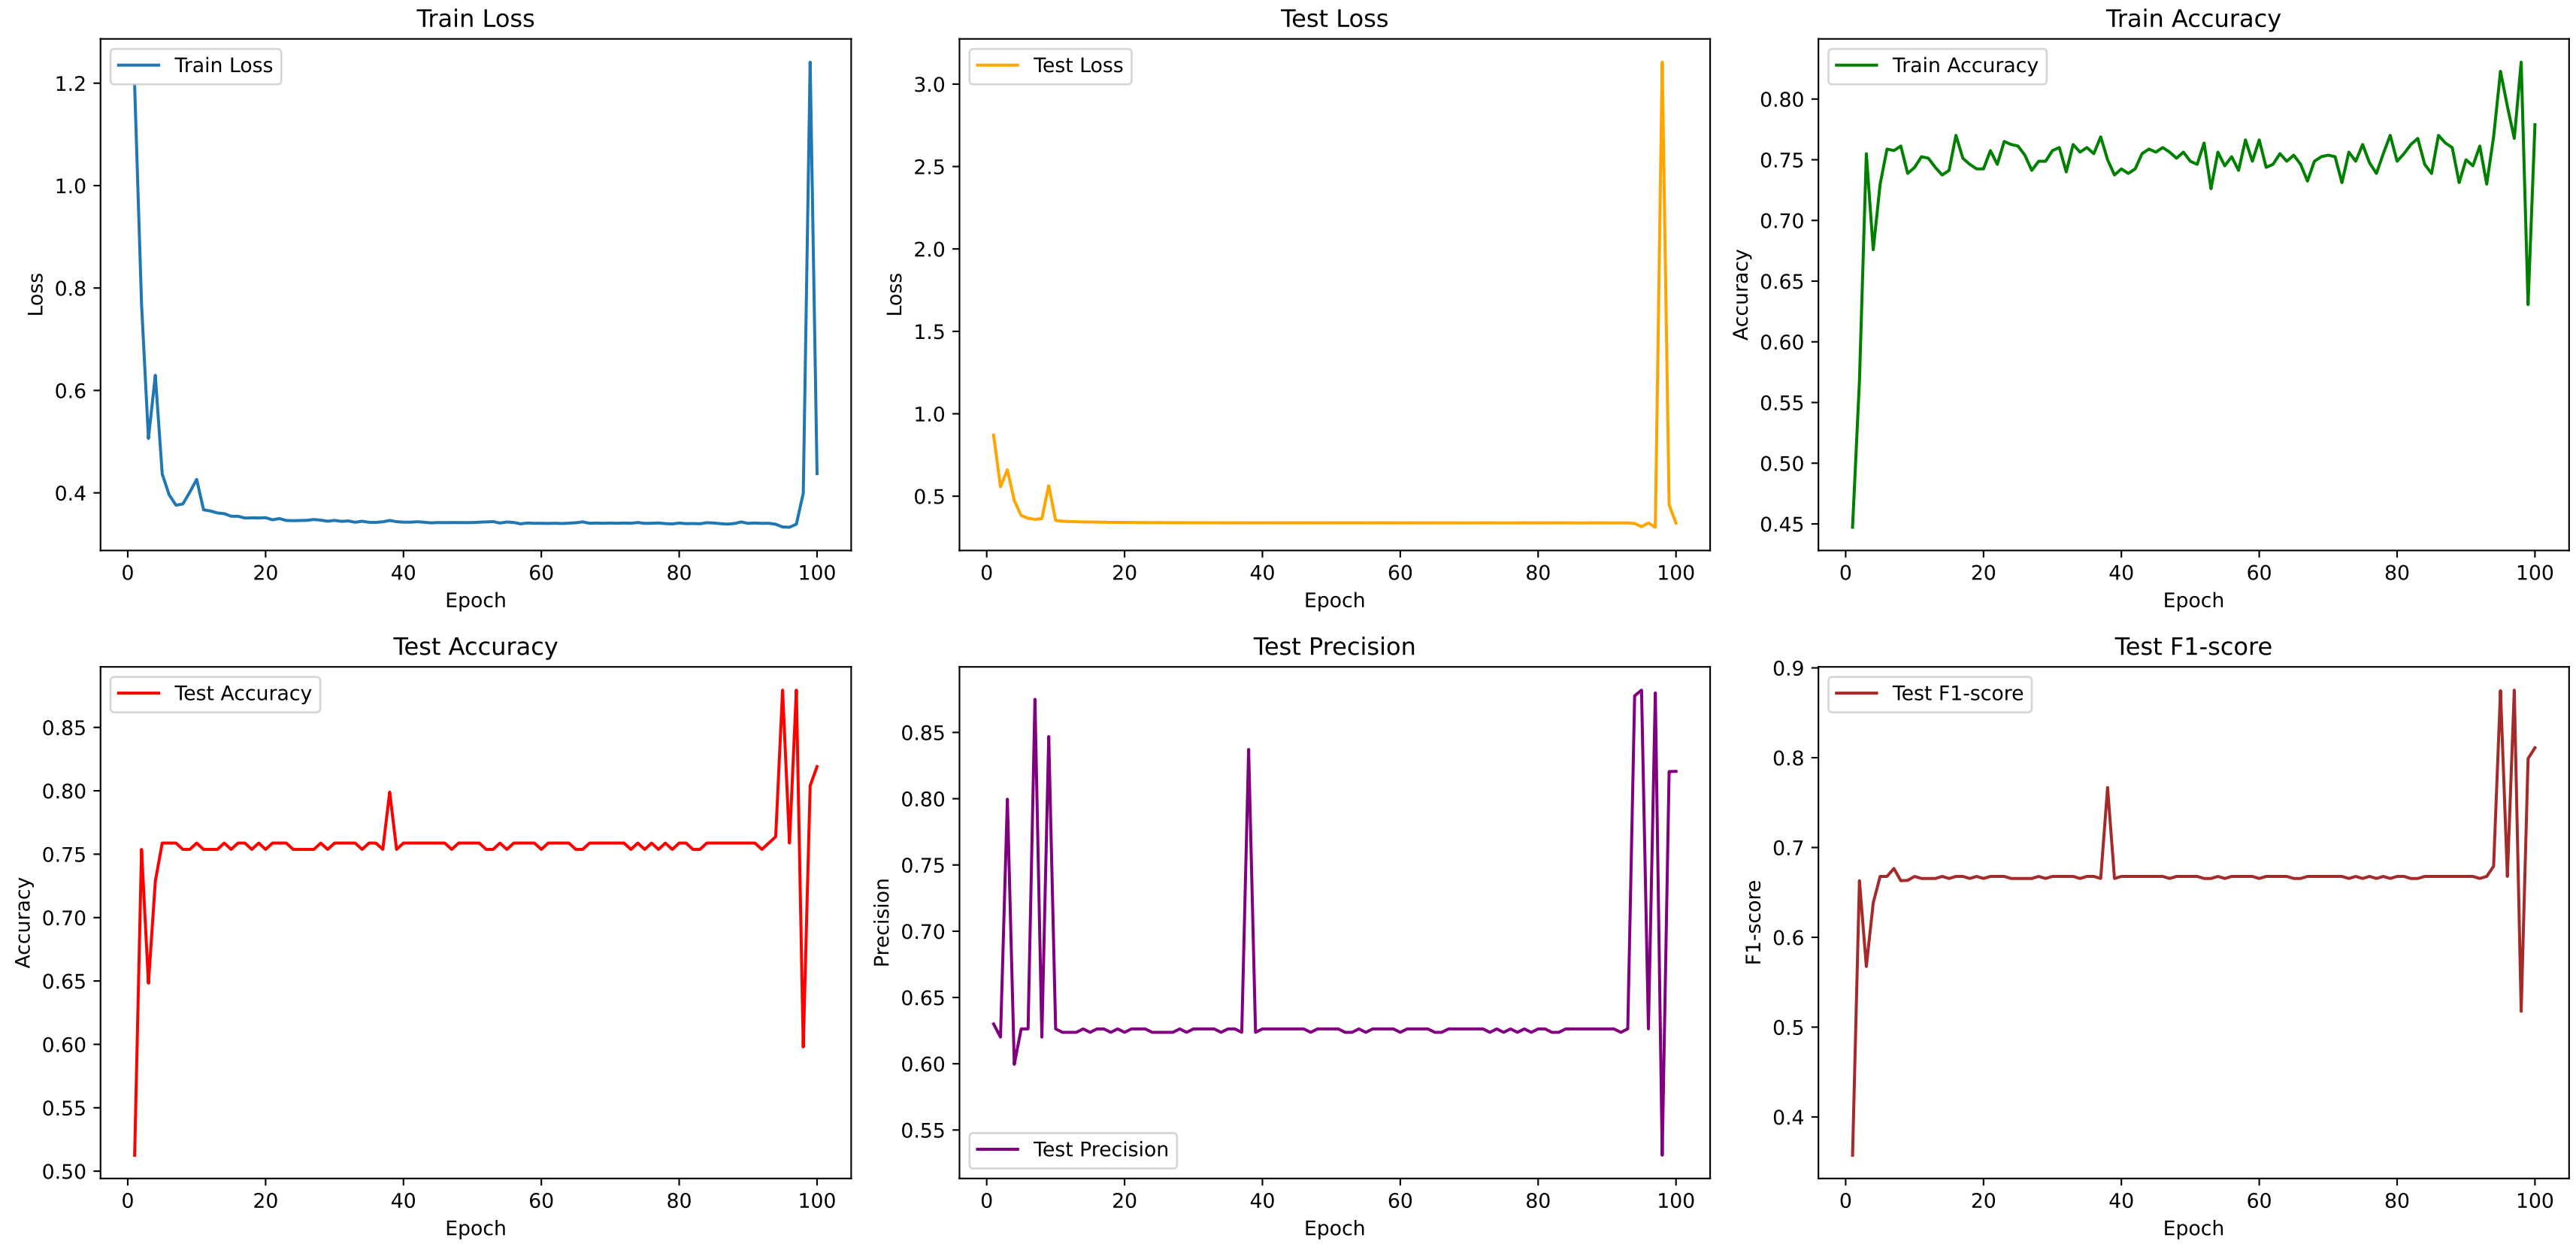 Train Loss
Train Loss
Loss
1.2
1.0
0.8
0.6
0.4
0 20 40 60 80 100
Epoch
Test Loss
Test Loss
Loss
3.0
2.5
2.0
1.5
1.0
0.5
0 20 40 60 80 100
Epoch
Train Accuracy
Train Accuracy
Accuracy
0.80
0.75
0.70
0.65
0.60
0.55
0.50
0.45
0 20 40 60 80 100
Epoch
Test Accuracy
Test Accuracy
Accuracy
0.85
0.80
0.75
0.70
0.65
0.60
0.55
0.50
0 20 40 60 80 100
Epoch
Test Precision
Test Precision
Precision
0.85
0.80
0.75
0.70
0.65
0.60
0.55
0 20 40 60 80 100
Epoch
Test F1-score
Test F1-score
F1-score
0.9
0.8
0.7
0.6
0.5
0.4
0 20 40 60 80 100
Epoch